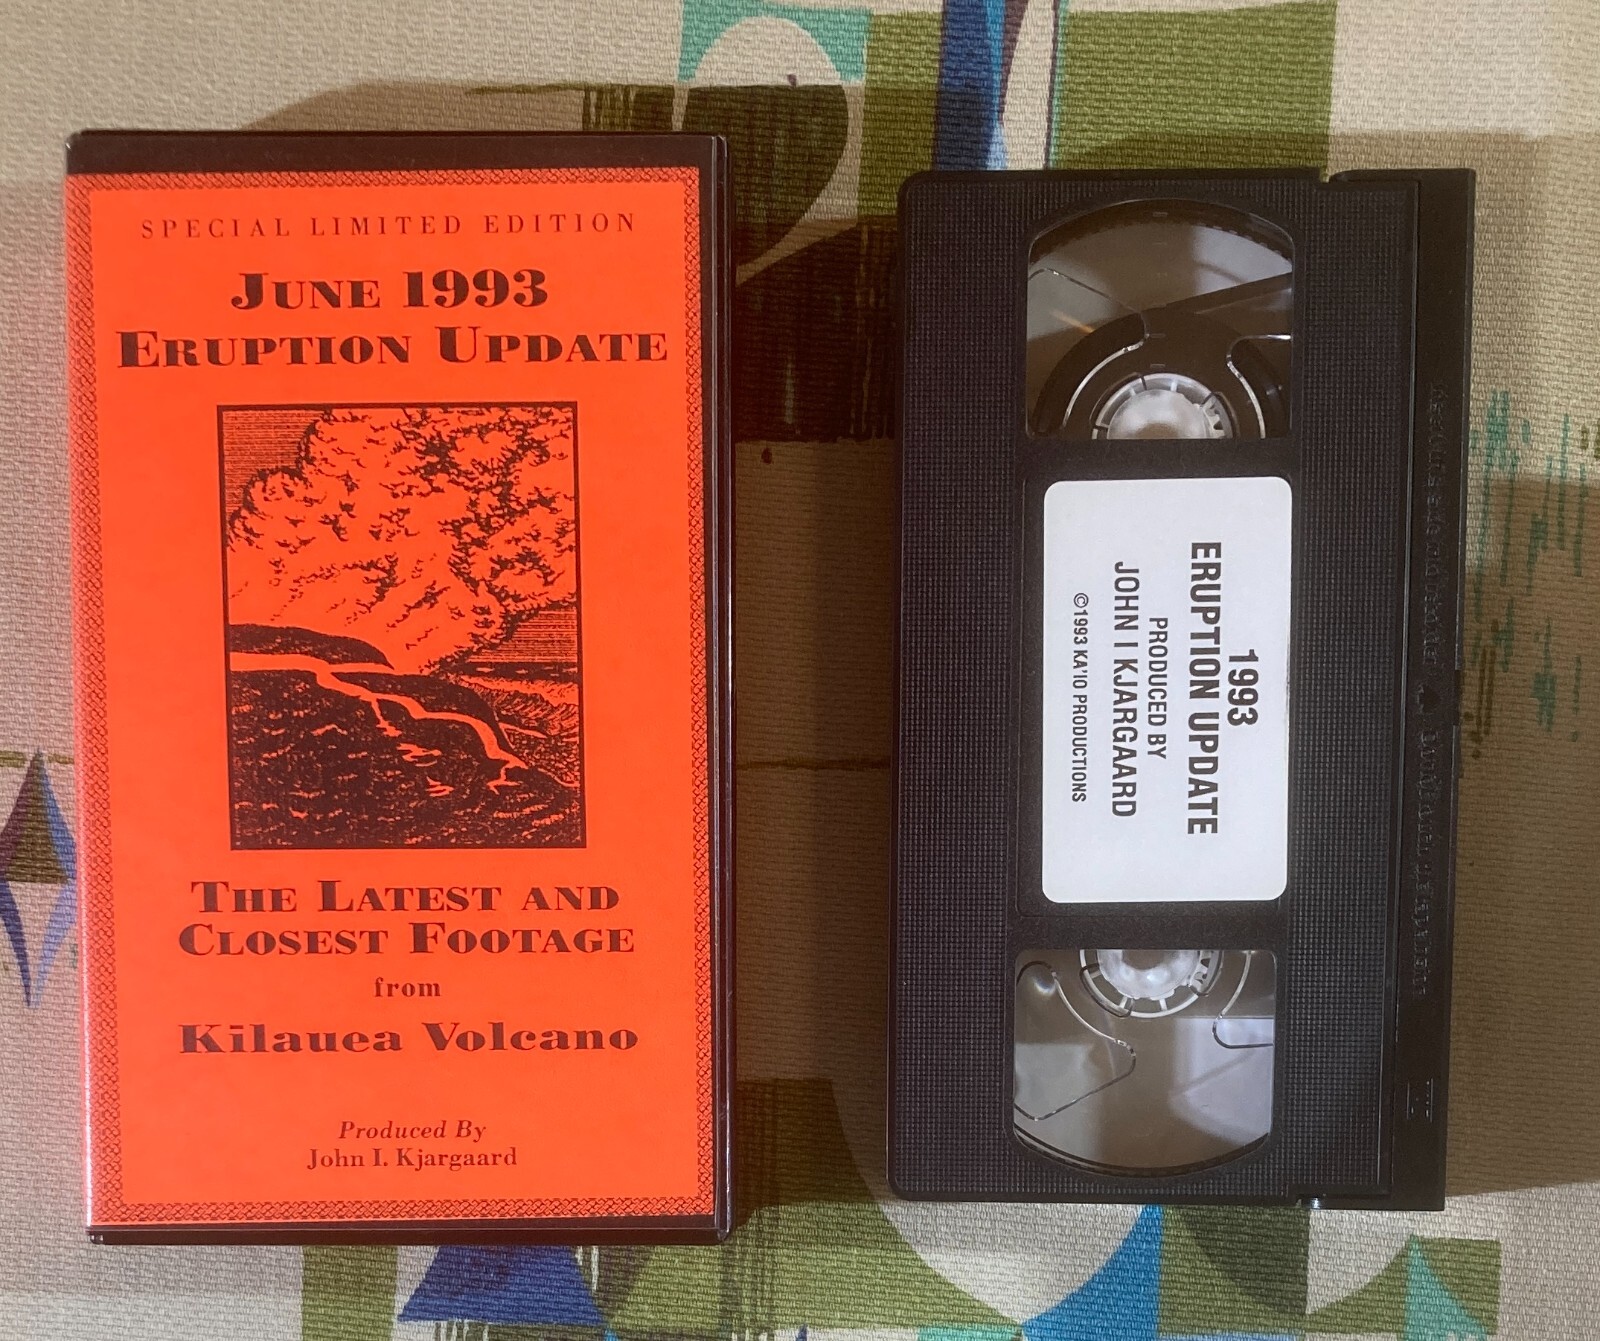 SPECIAL LIMITED EDITION
JUNE 1993
ERUPTION UPDATE
THE LATEST AND
CLOSEST FOOTAGE
from
Kīlauea Volcano
Produced By
John I. Kjargaard
1993
ERUPTION UPDATE
PRODUCED BY
JOHN I KJARGAARD
©1993 KA'IO PRODUCTIONS